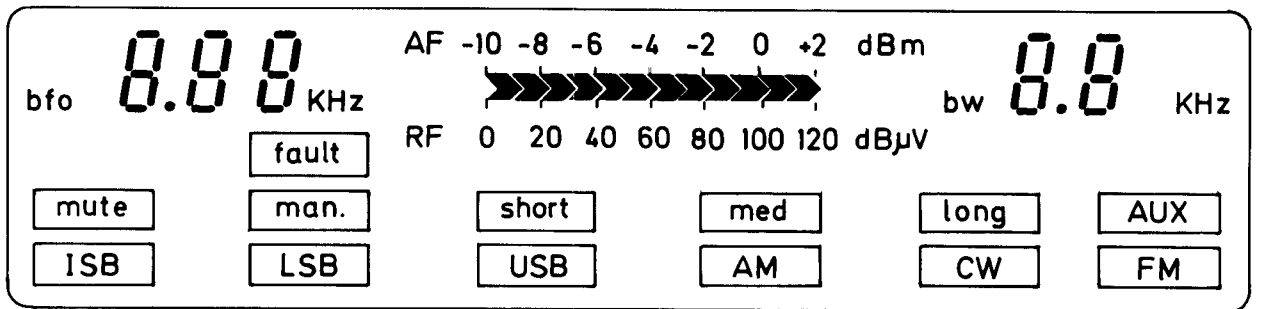 AF -10 -8 -6 -4 -2 0 +2 dBm
bfo 8.88 KHz
bw 8.8 KHz
RF 0 20 40 60 80 100 120 dBµV
fault
mute man. short med long AUX
ISB LSB USB AM CW FM